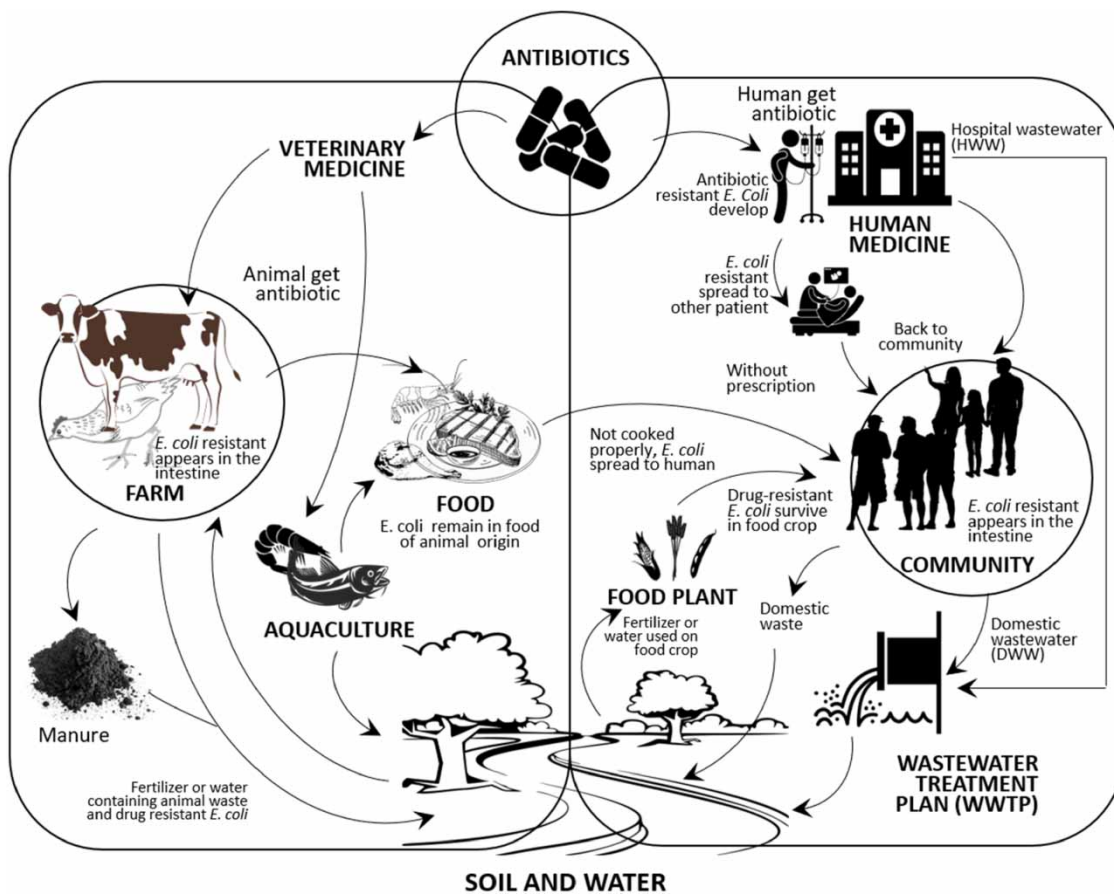 ANTIBIOTICS
VETERINARY
MEDICINE
Animal get
antibiotic
E. coli resistant
appears in the
intestine
FARM
Manure
Fertilizer or water
containing animal waste
and drug resistant E. coli
FOOD
E. coli remain in food
of animal origin
AQUACULTURE
Human get
antibiotic
Antibiotic
resistant E. Coli
develop
HUMAN
MEDICINE
Hospital wastewater
(HWW)
E. coli
resistant
spread to
other patient
Back to
community
Without
prescription
Not cooked
properly, E. coli
spread to human
Drug-resistant
E. coli survive
in food crop
FOOD PLANT
Fertilizer or
water used on
food crop
E. coli resistant
appears in the
intestine
COMMUNITY
Domestic
waste
Domestic
wastewater
(DWW)
WASTEWATER
TREATMENT
PLAN (WWTP)
SOIL AND WATER